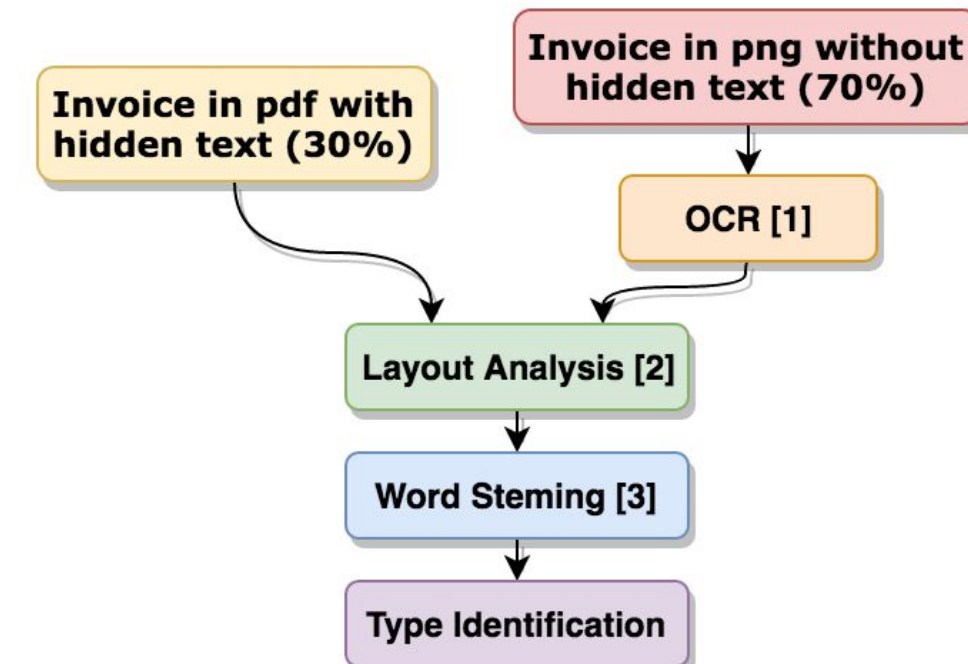 Invoice in pdf with
hidden text (30%)
Invoice in png without
hidden text (70%)
OCR [1]
Layout Analysis [2]
Word Steming [3]
Type Identification